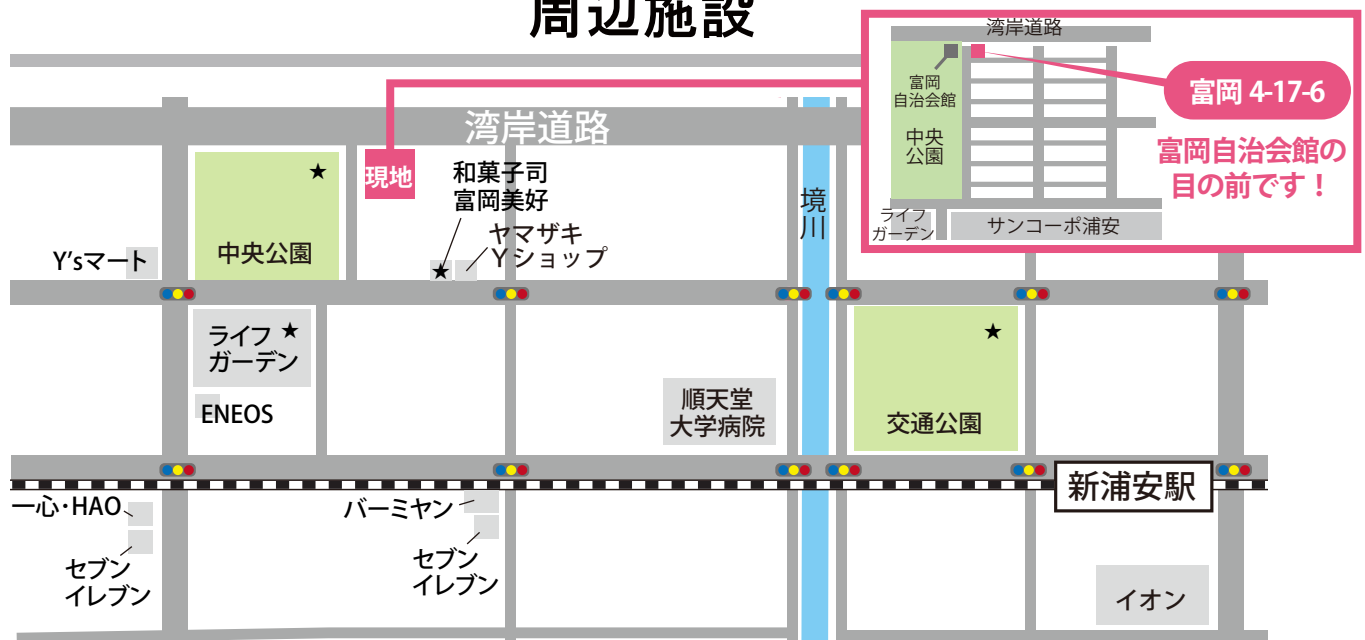 周辺施設
湾岸道路
富岡
自治会館
中央
公園
富岡 4-17-6
富岡自治会館の
目の前です！
ライフ
ガーデン
サンコーポ浦安
湾岸道路
現地
和菓子司
富岡美好
ヤマザキ
Ｙショップ
境川
Y'sマート
★
中央公園
★
ライフ ★
ガーデン
ENEOS
順天堂
大学病院
★
交通公園
新浦安駅
一心・HAO
セブン
イレブン
バーミヤン
セブン
イレブン
イオン